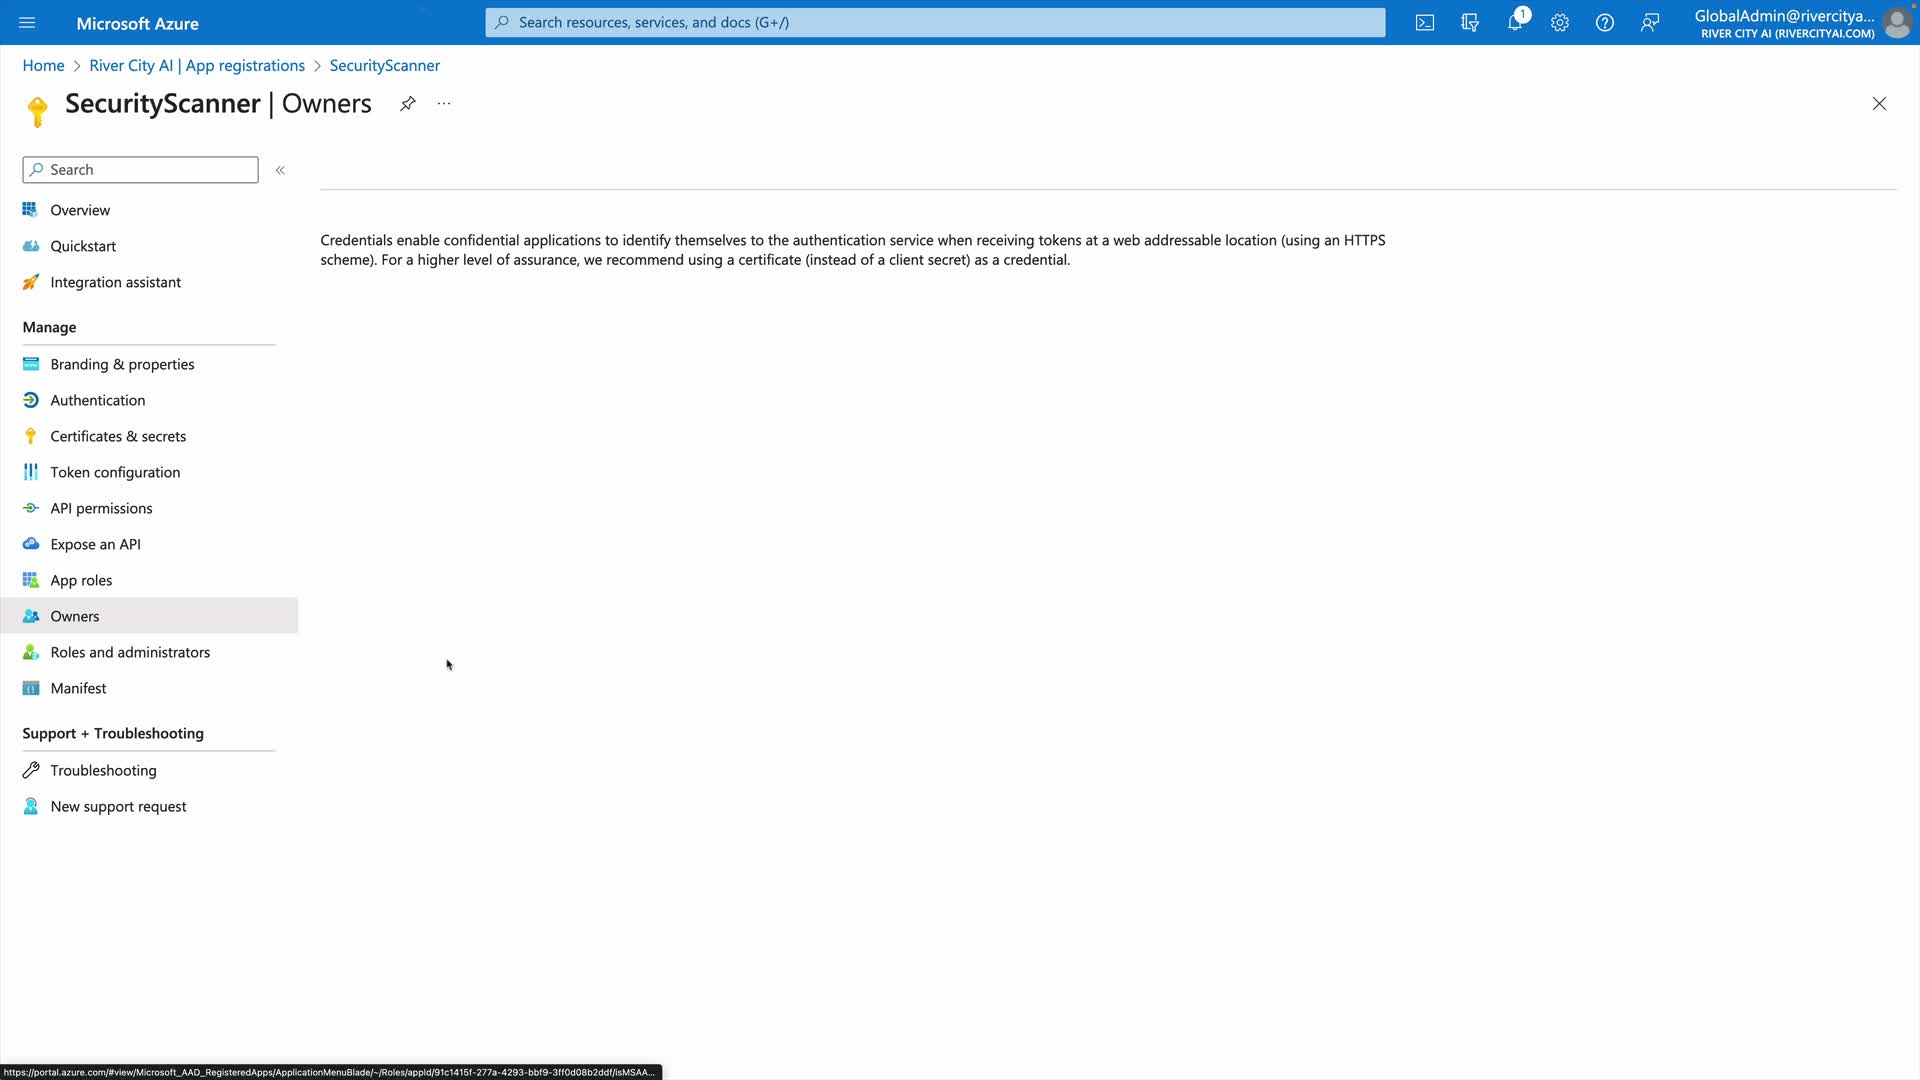 Microsoft Azure
Search resources, services, and docs (G+/)
1
GlobalAdmin@rivercitya...
RIVER CITY AI (RIVERCITYAI.COM)
Home > River City AI | App registrations > SecurityScanner
SecurityScanner | Owners
Search
Overview
Quickstart
Integration assistant
Manage
Branding & properties
Authentication
Certificates & secrets
Token configuration
API permissions
Expose an API
App roles
Owners
Roles and administrators
Manifest
Support + Troubleshooting
Troubleshooting
New support request
Credentials enable confidential applications to identify themselves to the authentication service when receiving tokens at a web addressable location (using an HTTPS
scheme). For a higher level of assurance, we recommend using a certificate (instead of a client secret) as a credential.
https://portal.azure.com/#view/Microsoft_AAD_RegisteredApps/ApplicationMenuBlade/~/Roles/appId/91c1415f-277a-4293-bbf9-3ff0d08b2ddf/isMSAA...